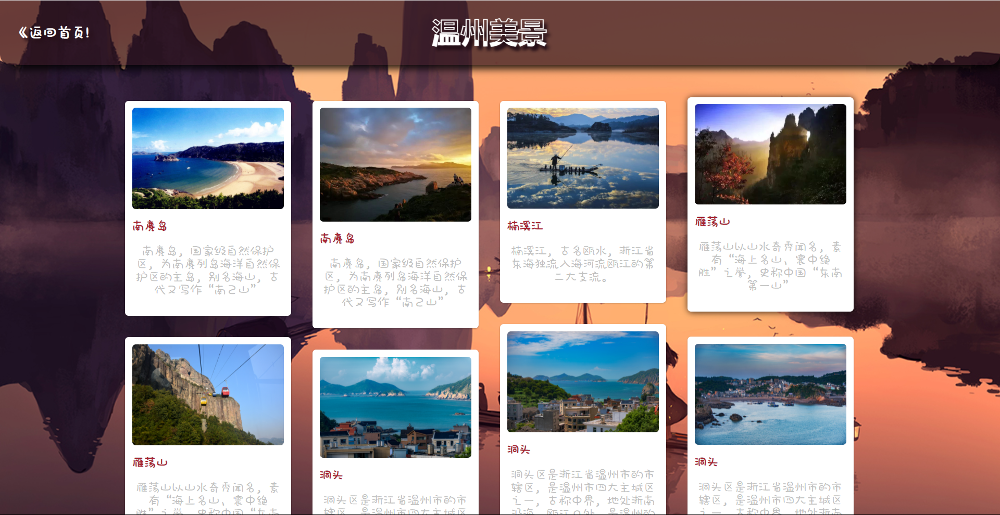 《返回首页!
温州美景
南麂岛
南麂岛，国家级自然保护
区，为南麂列岛海洋自然保
护区的主岛，别名海山，古
代又写作“南己山”
南麂岛
南麂岛，国家级自然保护
区，为南麂列岛海洋自然保
护区的主岛，别名海山，古
代又写作“南己山”
楠溪江
楠溪江，古名瓯水，浙江省
东海独流入海河流瓯江的第
二大支流。
雁荡山
雁荡山以山水奇秀闻名，素
有“海上名山、寰中绝
胜”之誉，史称中国“东南
第一山”
雁荡山
雁荡山以山水奇秀闻名，素
有“海上名山、寰中绝
胜”之誉，史称中国“东南
洞头
洞头区是浙江省温州市的市
辖区，是温州市四大主城区
洞头
洞头区是浙江省温州市的市
辖区，是温州市四大主城区
之一，古称中界，地处浙南
沿海，瓯江口外，是温州的
洞头
洞头区是浙江省温州市的市
辖区，是温州市四大主城区
之一，古称中界，地处浙南